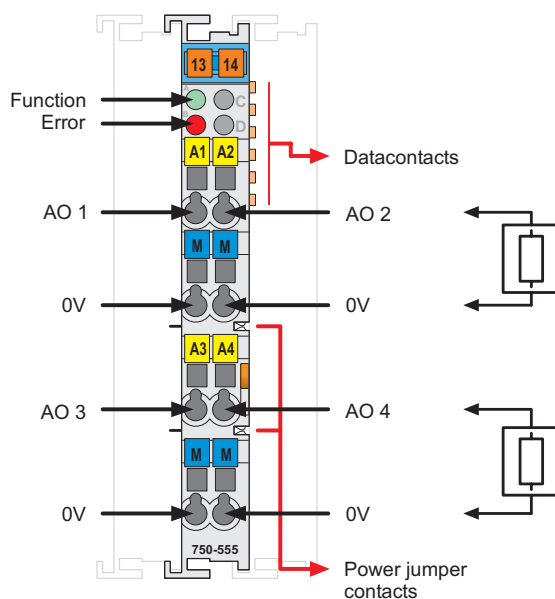 13 14
A C
Function
B D
Error
A1 A2
Datacontacts
AO 1
AO 2
M M
0V
0V
A3 A4
AO 3
AO 4
M M
0V
0V
750-555
Power jumper
contacts